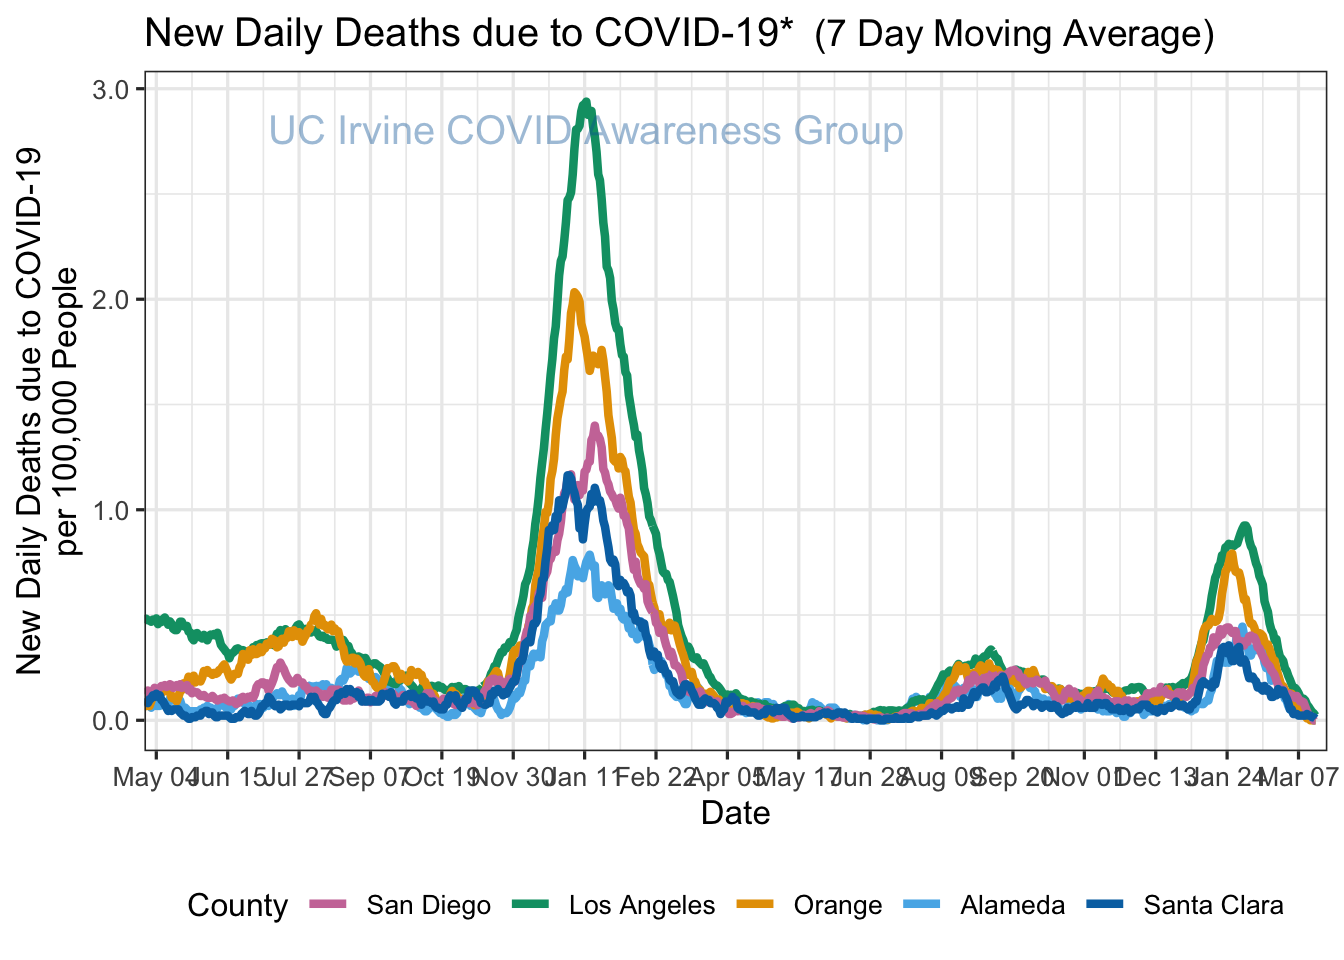 New Daily Deaths due to COVID-19* (7 Day Moving Average)
UC Irvine COVID Awareness Group
New Daily Deaths due to COVID-19
per 100,000 People
3.0
2.0
1.0
0.0
May 04 Jun 15 Jul 27 Sep 07 Oct 19 Nov 30 Jan 11 Feb 22 Apr 05 May 17 Jun 28 Aug 09 Sep 20 Nov 01 Dec 13 Jan 24 Mar 07
Date
County San Diego Los Angeles Orange Alameda Santa Clara